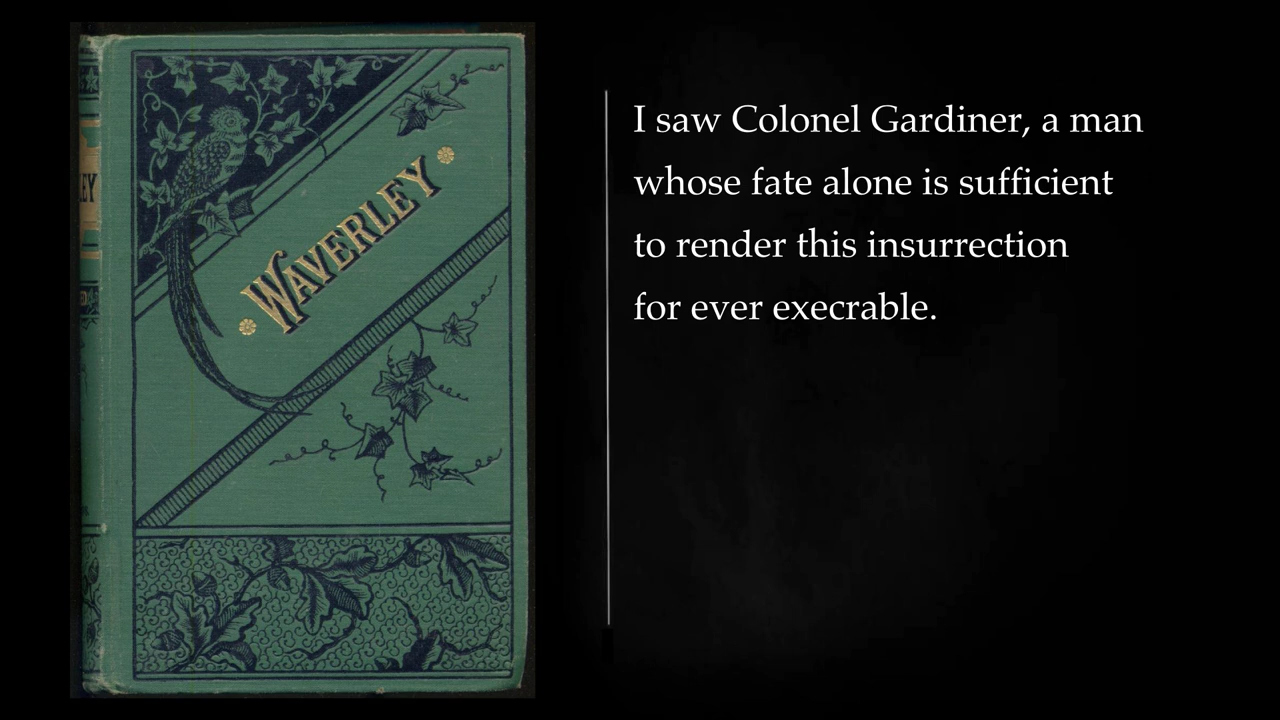 WAVERLEY
I saw Colonel Gardiner, a man
whose fate alone is sufficient
to render this insurrection
for ever execrable.